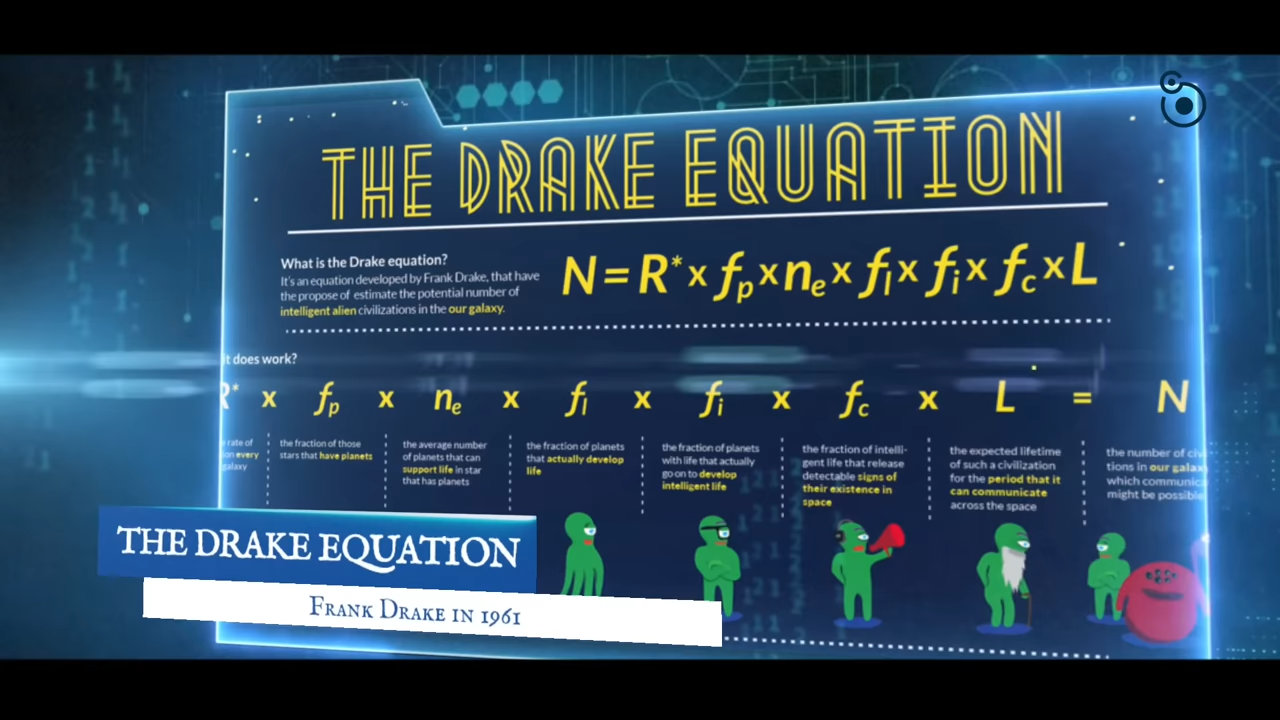 THE DRAKE EQUATION
What is the Drake equation?
It's an equation developed by Frank Drake, that have
the propose of estimate the potential number of
intelligent alien civilizations in the our galaxy.
N = R* x fp x ne x fl x fi x fc x L
it does work?
R* x fp x ne x fl x fi x fc x L = N
rate of
every
galaxy
the fraction of those
stars that have planets
the average number
of planets that can
support life in star
that has planets
the fraction of planets
that actually develop
life
the fraction of planets
with life that actually
go on to develop
intelligent life
the fraction of intelli-
gent life that release
detectable signs of
their existence in
space
the expected lifetime
of such a civilization
for the period that it
can communicate
across the space
the number of
tions in our galaxy
which
might be possible
THE DRAKE EQUATION
FRANK DRAKE IN 1961